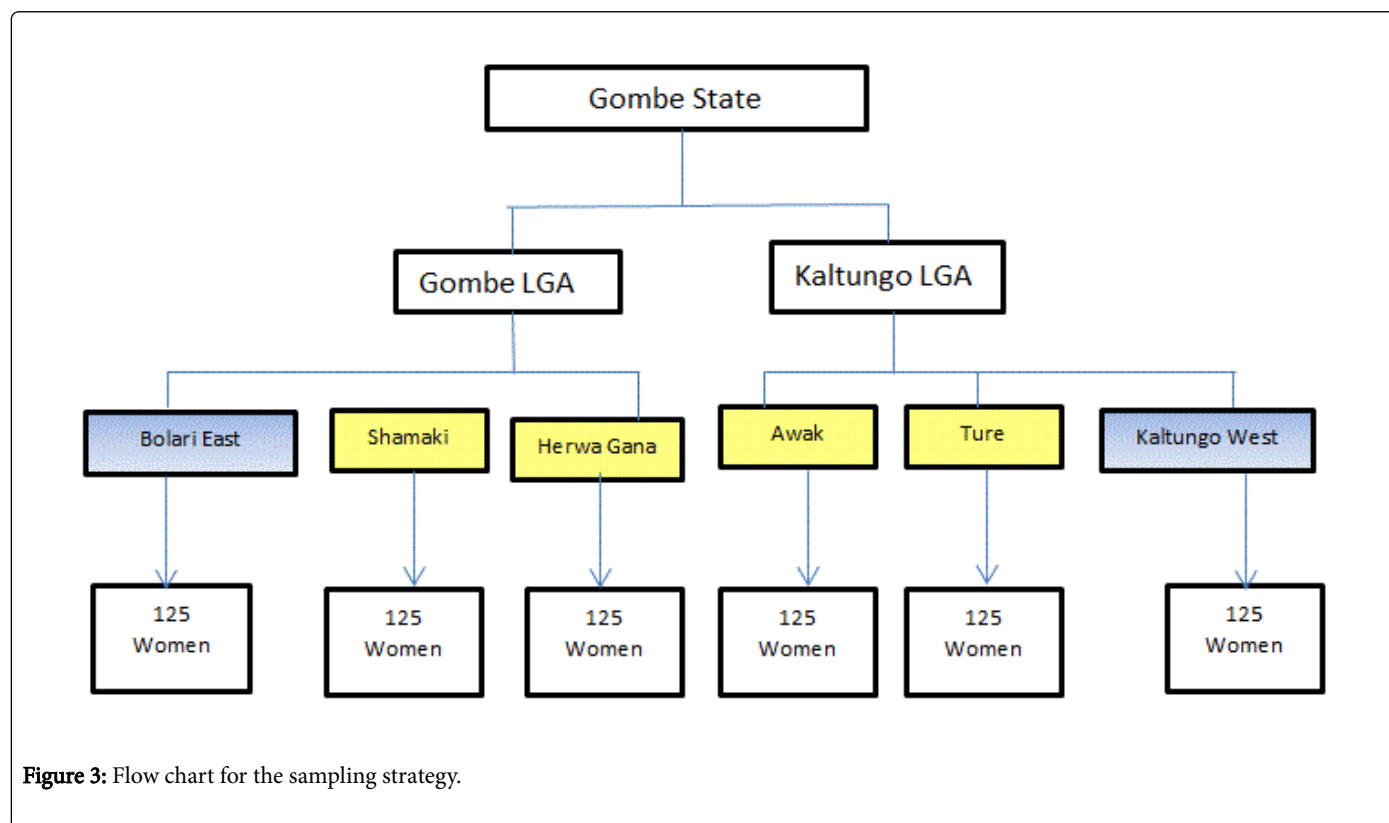 Gombe State
Gombe LGA
Kaltungo LGA
Bolari East
Shamaki
Herwa Gana
Awak
Ture
Kaltungo West
125
Women
125
Women
125
Women
125
Women
125
Women
125
Women
Figure 3: Flow chart for the sampling strategy.